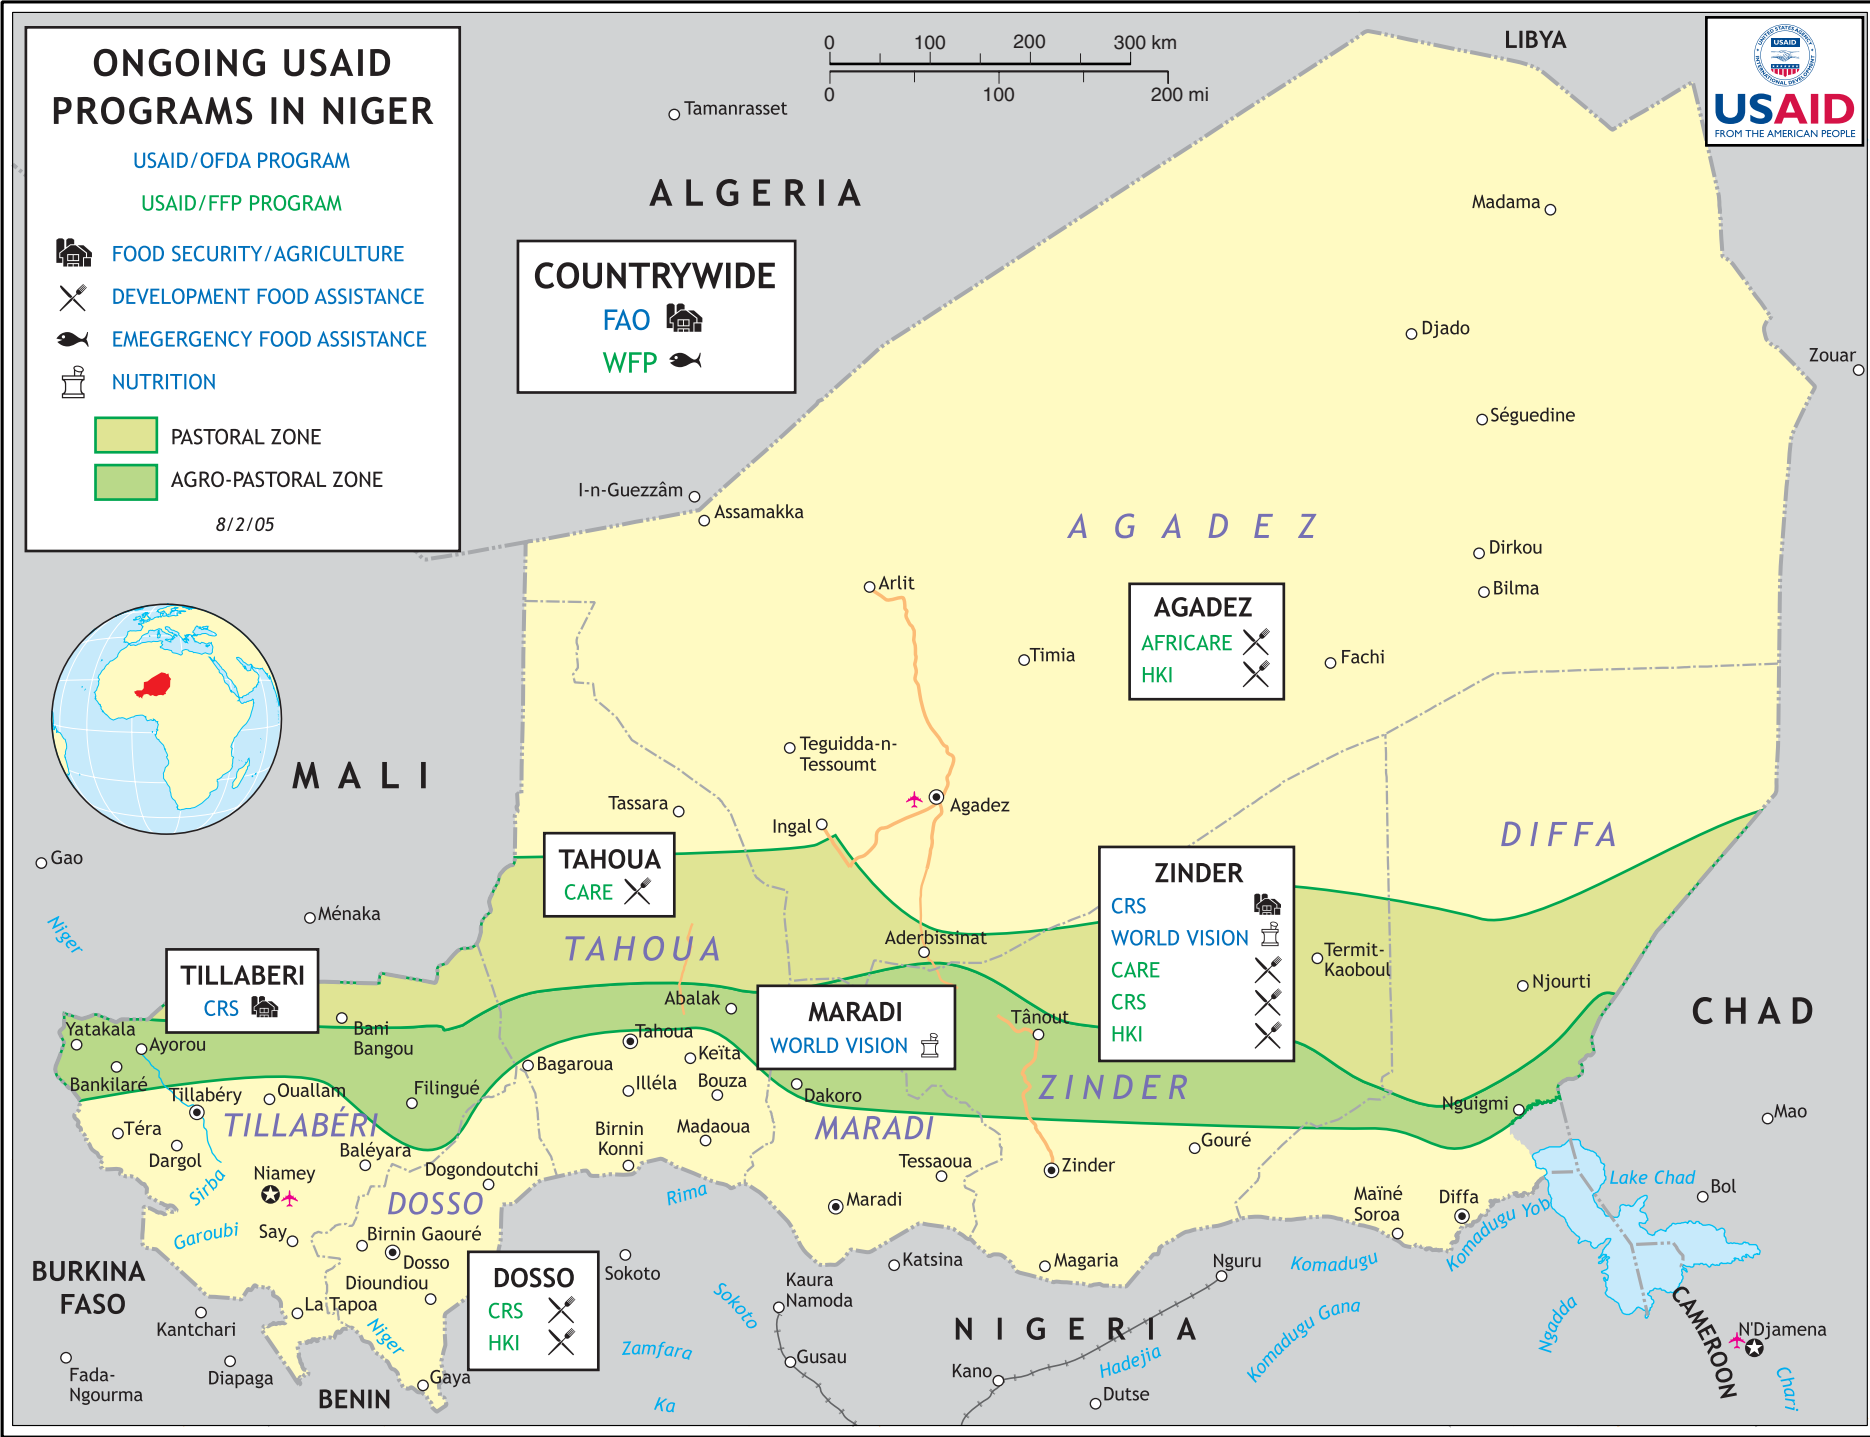 ONGOING USAID
PROGRAMS IN NIGER
USAID/OFDA PROGRAM
USAID/FFP PROGRAM
FOOD SECURITY/AGRICULTURE
DEVELOPMENT FOOD ASSISTANCE
EMEGERGENCY FOOD ASSISTANCE
NUTRITION
PASTORAL ZONE
AGRO-PASTORAL ZONE
8/2/05
0 100 200 300 km
0 100 200 mi
LIBYA
UNITED STATES AGENCY
USAID
INTERNATIONAL DEVELOPMENT
USAID
FROM THE AMERICAN PEOPLE
Tamanrasset
ALGERIA
COUNTRYWIDE
FAO
WFP
Madama
Djado
Zouar
Séguedine
I-n-Guezzâm
Assamakka
AGADEZ
Dirkou
Bilma
Arlit
AGADEZ
AFRICARE
HKI
Timia
Fachi
Teguidda-n-
Tessoumt
MALI
Tassara
Agadez
Ingal
DIFFA
Gao
TAHOUA
CARE
ZINDER
CRS
WORLD VISION
CARE
CRS
HKI
Ménaka
Niger
TAHOUA
Aderbissinat
Termit-
Kaoboul
TILLABERI
CRS
Njourti
Abalak
MARADI
WORLD VISION
CHAD
Yatakala
Ayorou
Bani
Bangou
Tahoua
Tânout
Keïta
Bagaroua
Bankilaré
Illéla
Bouza
Dakoro
ZINDER
Tillabéry
Ouallam
Filingué
Nguigmi
Mao
TILLABÉRI
Téra
Birnin
Konni
Madaoua
MARADI
Gouré
Dargol
Baléyara
Dogondoutchi
Tessaoua
Zinder
Niamey
Sirba
DOSSO
Rima
Maradi
Maïné
Soroa
Diffa
Lake Chad
Bol
Garoubi
Say
Birnin Gaouré
Dosso
Komadugu Yob
BURKINA
FASO
Dioundiou
DOSSO
CRS
HKI
Sokoto
Katsina
Magaria
Nguru
Komadugu
Kaura
Namoda
Sokoto
La Tapoa
Kantchari
Niger
Komadugu Gana
Ngadda
CAMEROON
NIGERIA
N'Djamena
Zamfara
Gusau
Hadejia
Fada-
Ngourma
Diapaga
Gaya
BENIN
Kano
Dutse
Ka
Chari